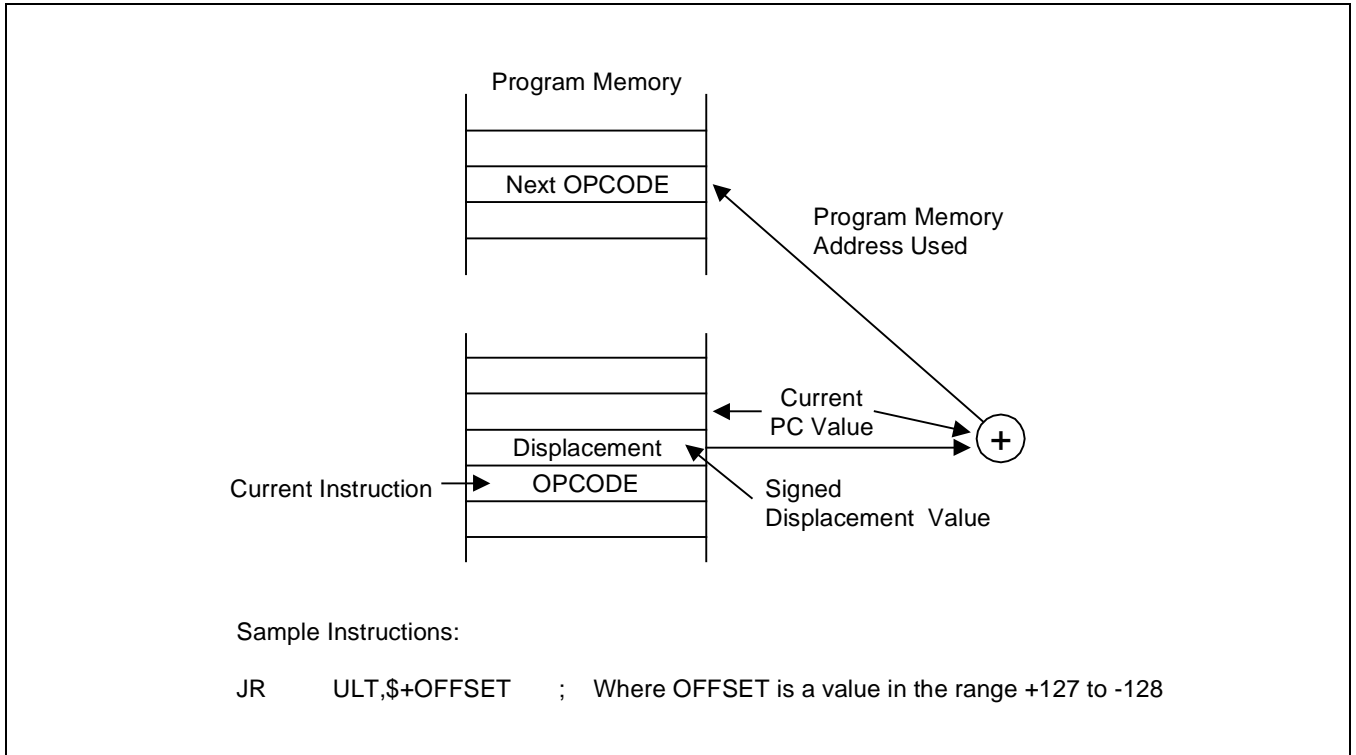 Program Memory
Next OPCODE
Program Memory
Address Used
Current
PC Value
Displacement
Current Instruction
OPCODE
Signed
Displacement Value
+
Sample Instructions:
JR ULT,$+OFFSET ; Where OFFSET is a value in the range +127 to -128